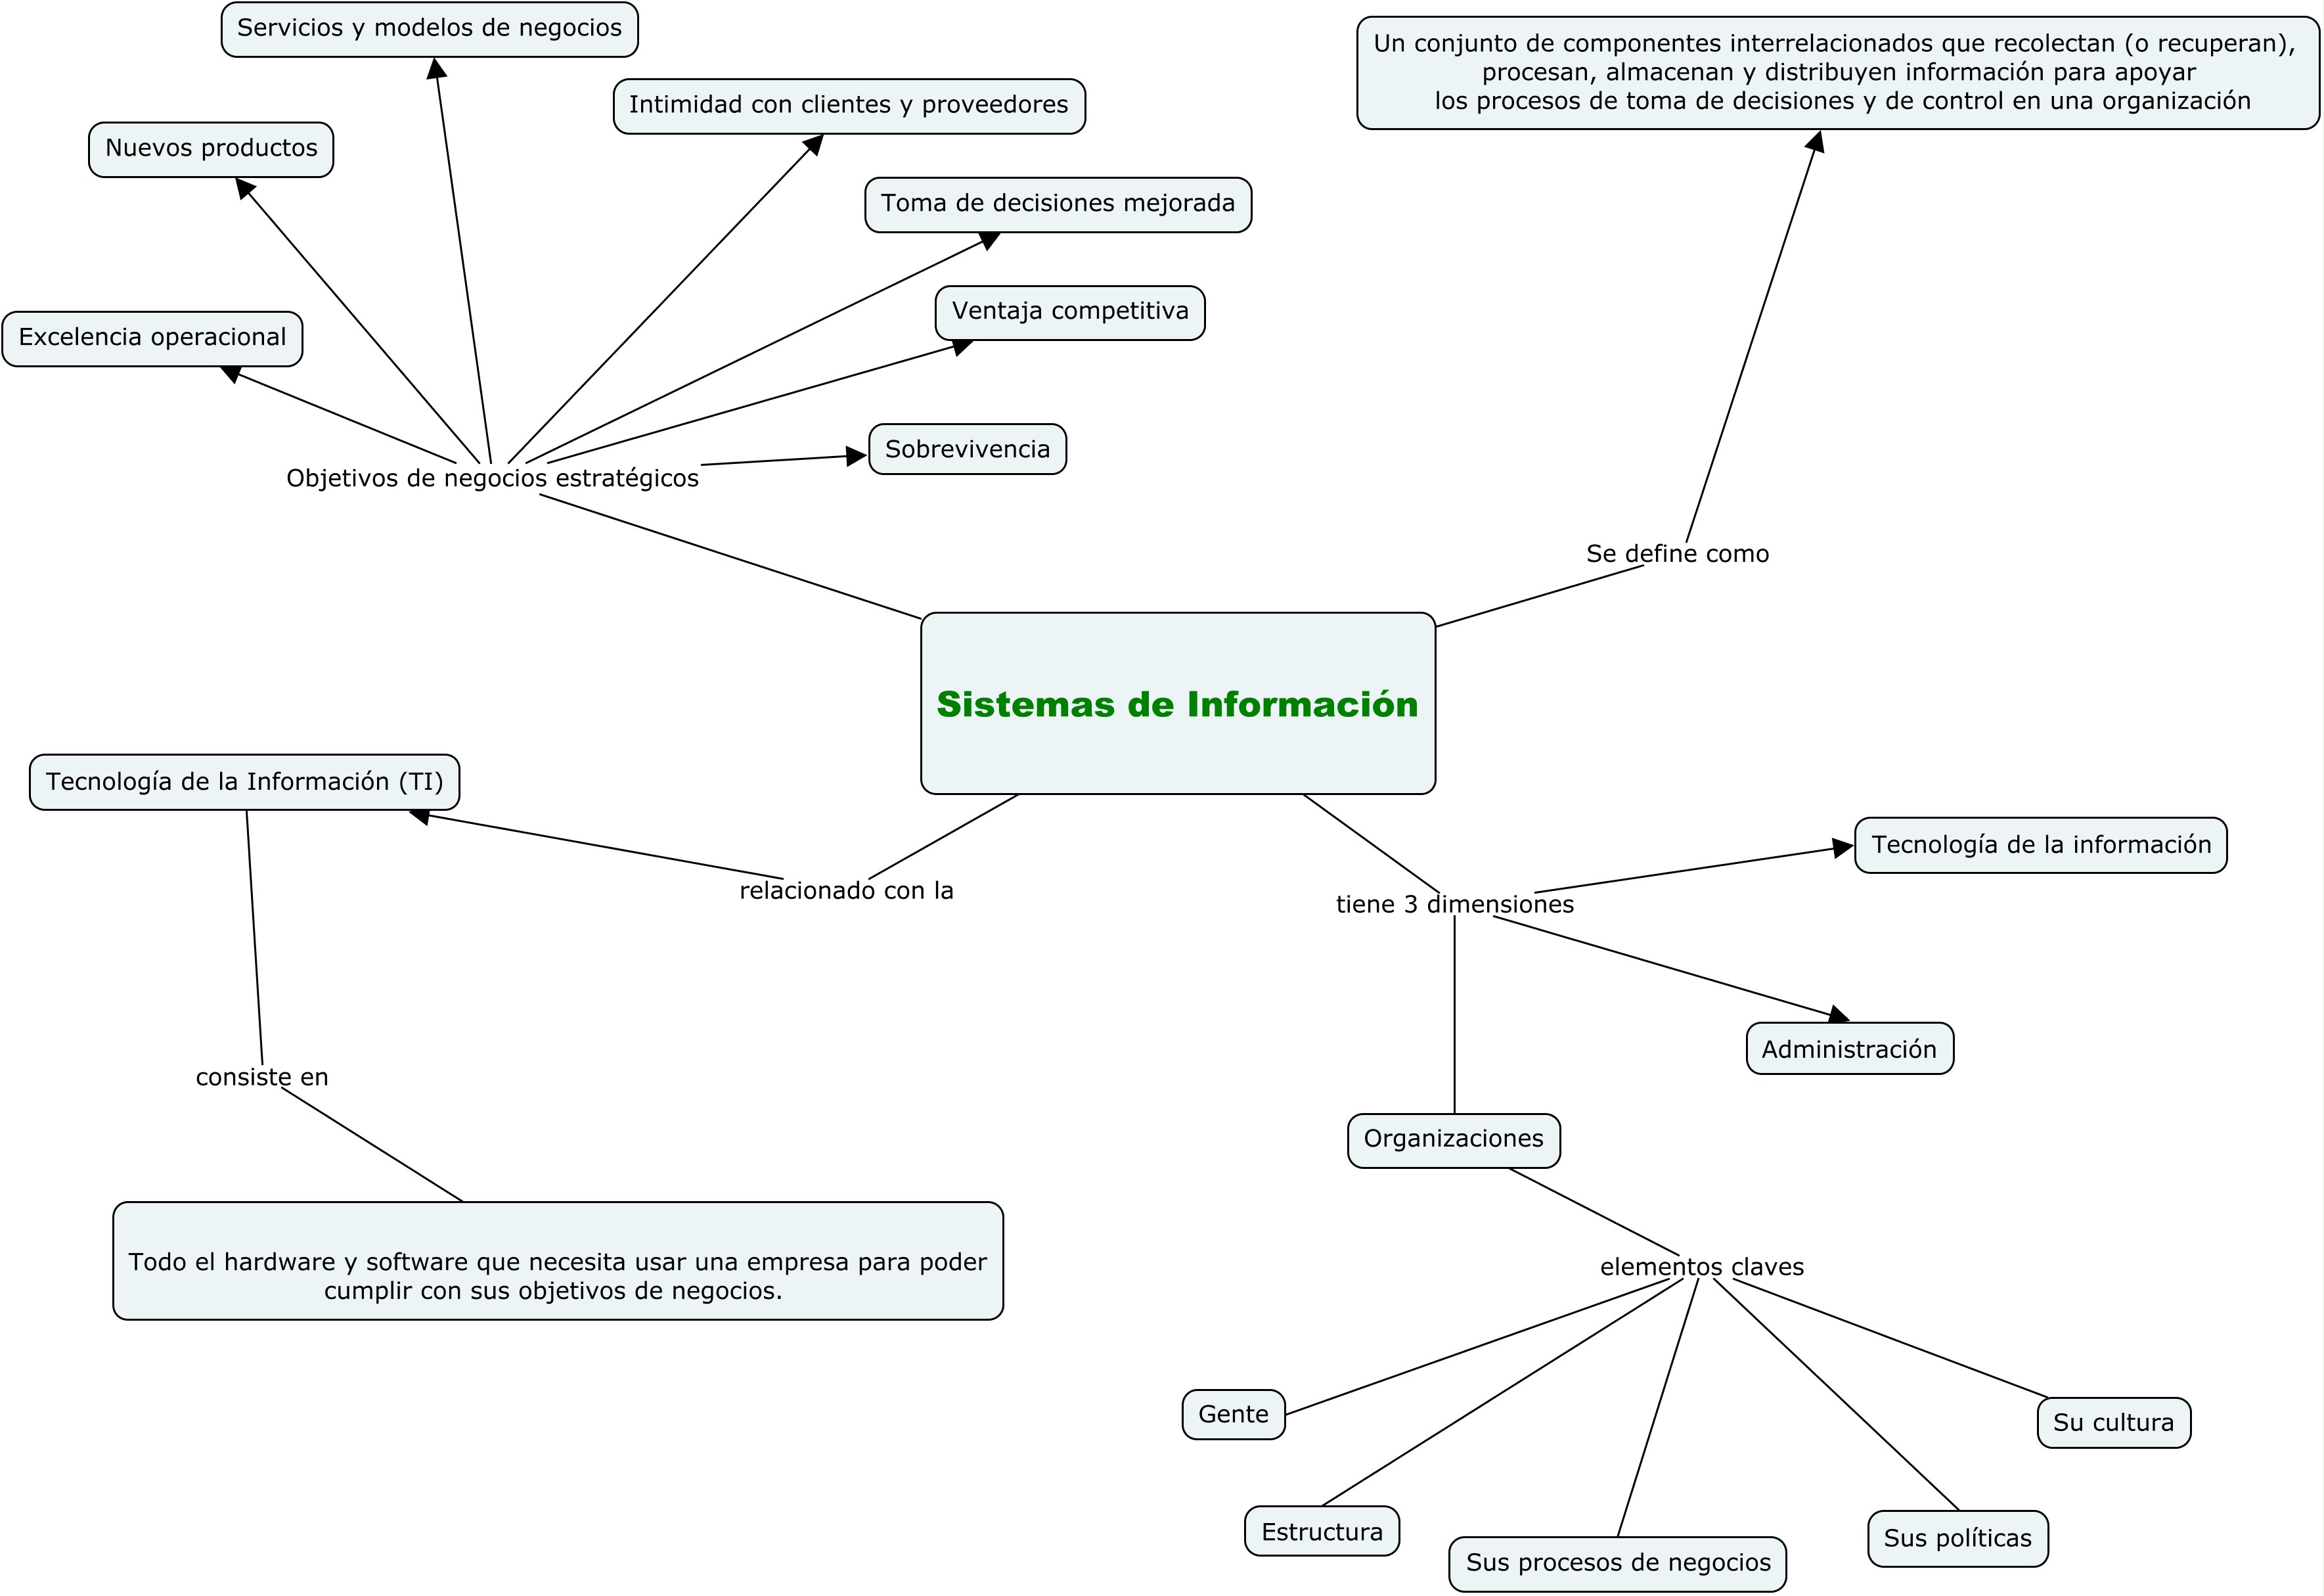 Servicios y modelos de negocios
Un conjunto de componentes interrelacionados que recolectan (o recuperan),
procesan, almacenan y distribuyen información para apoyar
los procesos de toma de decisiones y de control en una organización
Intimidad con clientes y proveedores
Nuevos productos
Toma de decisiones mejorada
Ventaja competitiva
Excelencia operacional
Sobrevivencia
Objetivos de negocios estratégicos
Se define como
Sistemas de Información
Tecnología de la Información (TI)
Tecnología de la información
relacionado con la
tiene 3 dimensiones
Administración
consiste en
Organizaciones
Todo el hardware y software que necesita usar una empresa para poder
cumplir con sus objetivos de negocios.
elementos claves
Gente
Su cultura
Estructura
Sus políticas
Sus procesos de negocios